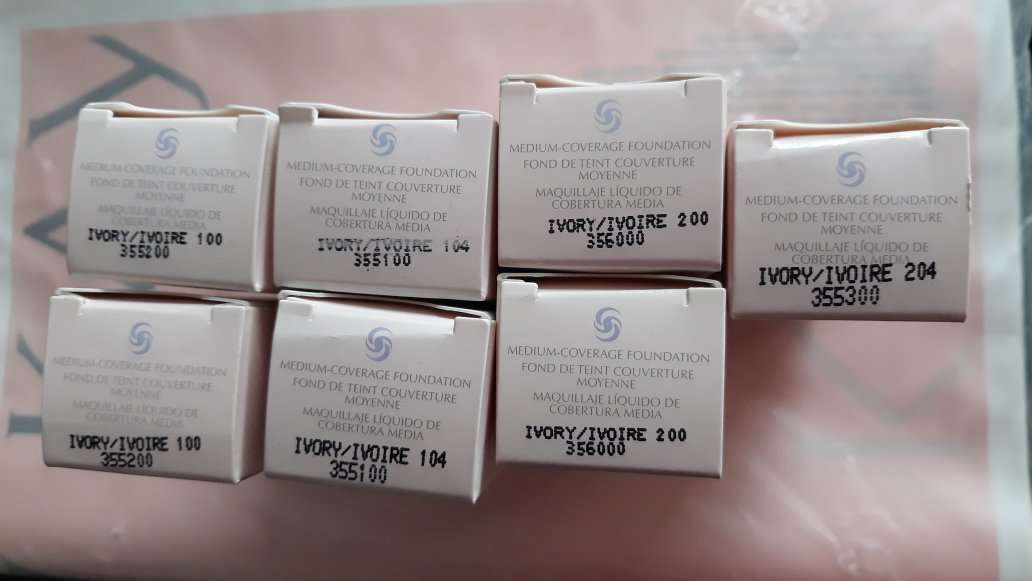 MEDIUM-COVERAGE FOUNDATION
FOND DE TEINT COUVERTURE
MOYENNE
MAQUILLAJE LÍQUIDO DE
COBERTURA MEDIA
IVORY/IVOIRE 100
355200
MEDIUM-COVERAGE FOUNDATION
FOND DE TEINT COUVERTURE
MOYENNE
MAQUILLAJE LÍQUIDO DE
COBERTURA MEDIA
IVORY/IVOIRE 104
355100
MEDIUM-COVERAGE FOUNDATION
FOND DE TEINT COUVERTURE
MOYENNE
MAQUILLAJE LÍQUIDO DE
COBERTURA MEDIA
IVORY/IVOIRE 200
356000
MEDIUM-COVERAGE FOUNDATION
FOND DE TEINT COUVERTURE
MOYENNE
MAQUILLAJE LÍQUIDO DE
COBERTURA MEDIA
IVORY/IVOIRE 204
355300
MEDIUM-COVERAGE FOUNDATION
FOND DE TEINT COUVERTURE
MOYENNE
MAQUILLAJE LÍQUIDO DE
COBERTURA MEDIA
IVORY/IVOIRE 100
355200
MEDIUM-COVERAGE FOUNDATION
FOND DE TEINT COUVERTURE
MOYENNE
MAQUILLAJE LÍQUIDO DE
COBERTURA MEDIA
IVORY/IVOIRE 104
355100
MEDIUM-COVERAGE FOUNDATION
FOND DE TEINT COUVERTURE
MOYENNE
MAQUILLAJE LÍQUIDO DE
COBERTURA MEDIA
IVORY/IVOIRE 200
356000